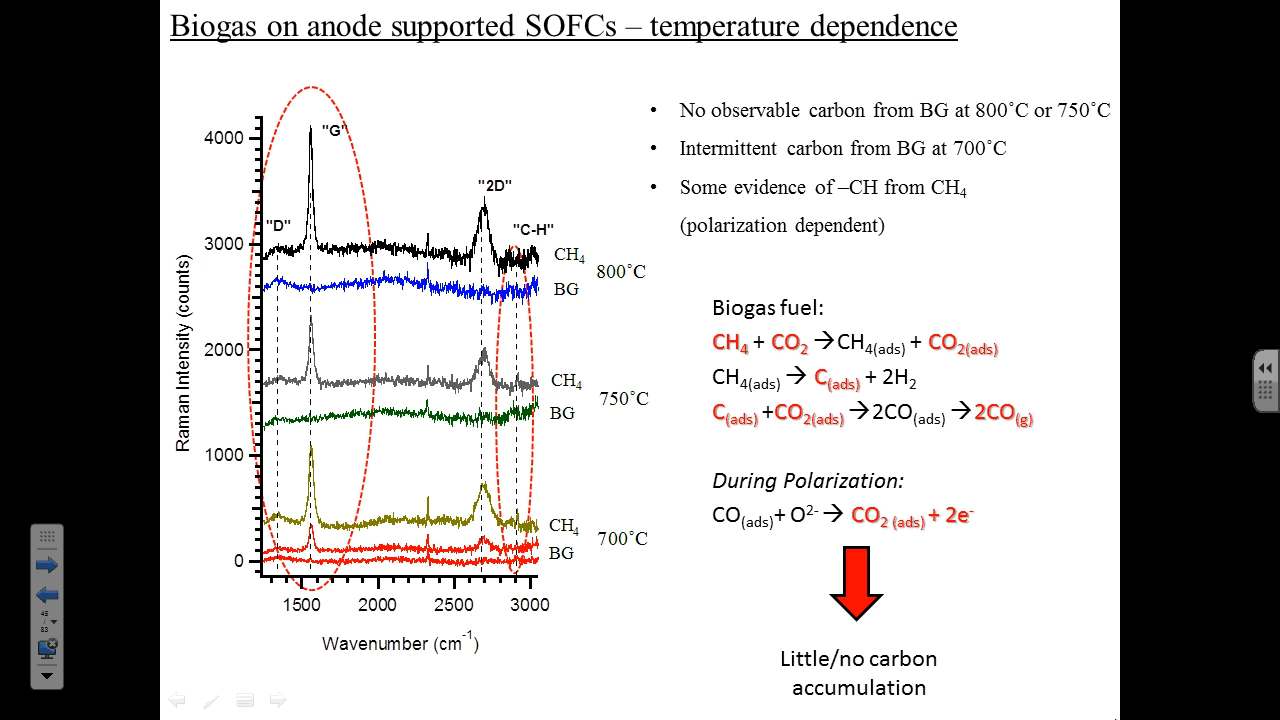 Biogas on anode supported SOFCs – temperature dependence
• No observable carbon from BG at 800˚C or 750˚C
• Intermittent carbon from BG at 700˚C
• Some evidence of –CH from CH4
(polarization dependent)
Raman Intensity (counts)
4000
3000
2000
1000
0
"G"
"D"
"2D"
"C-H"
CH4
800˚C
BG
CH4
750˚C
BG
CH4
700˚C
BG
1500 2000 2500 3000
Wavenumber (cm-1)
Biogas fuel:
CH4 + CO2 →CH4(ads) + CO2(ads)
CH4(ads) → C(ads) + 2H2
C(ads) +CO2(ads)→2CO(ads)→2CO(g)
During Polarization:
CO(ads)+ O2- → CO2 (ads) + 2e-
Little/no carbon
accumulation
45
/
83